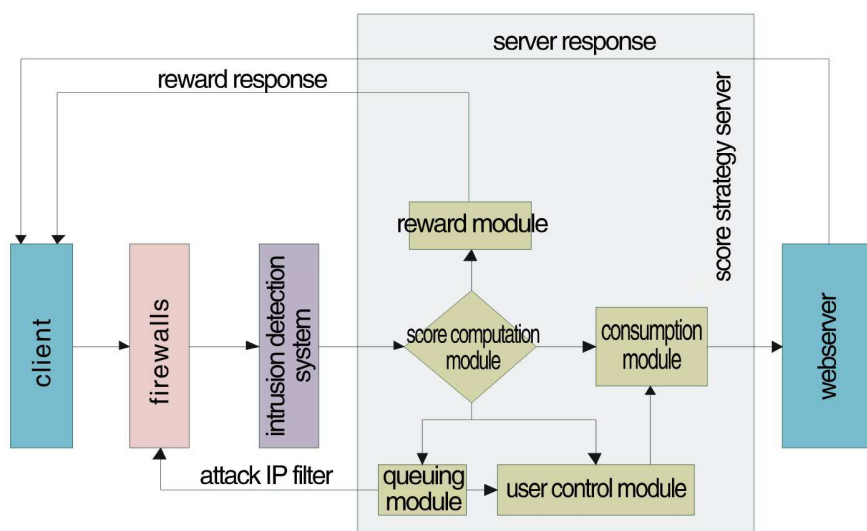 server response
reward response
score strategy server
reward module
client
firewalls
intrusion detection
system
score computation
module
consumption
module
webserver
attack IP filter
queuing
module
user control module